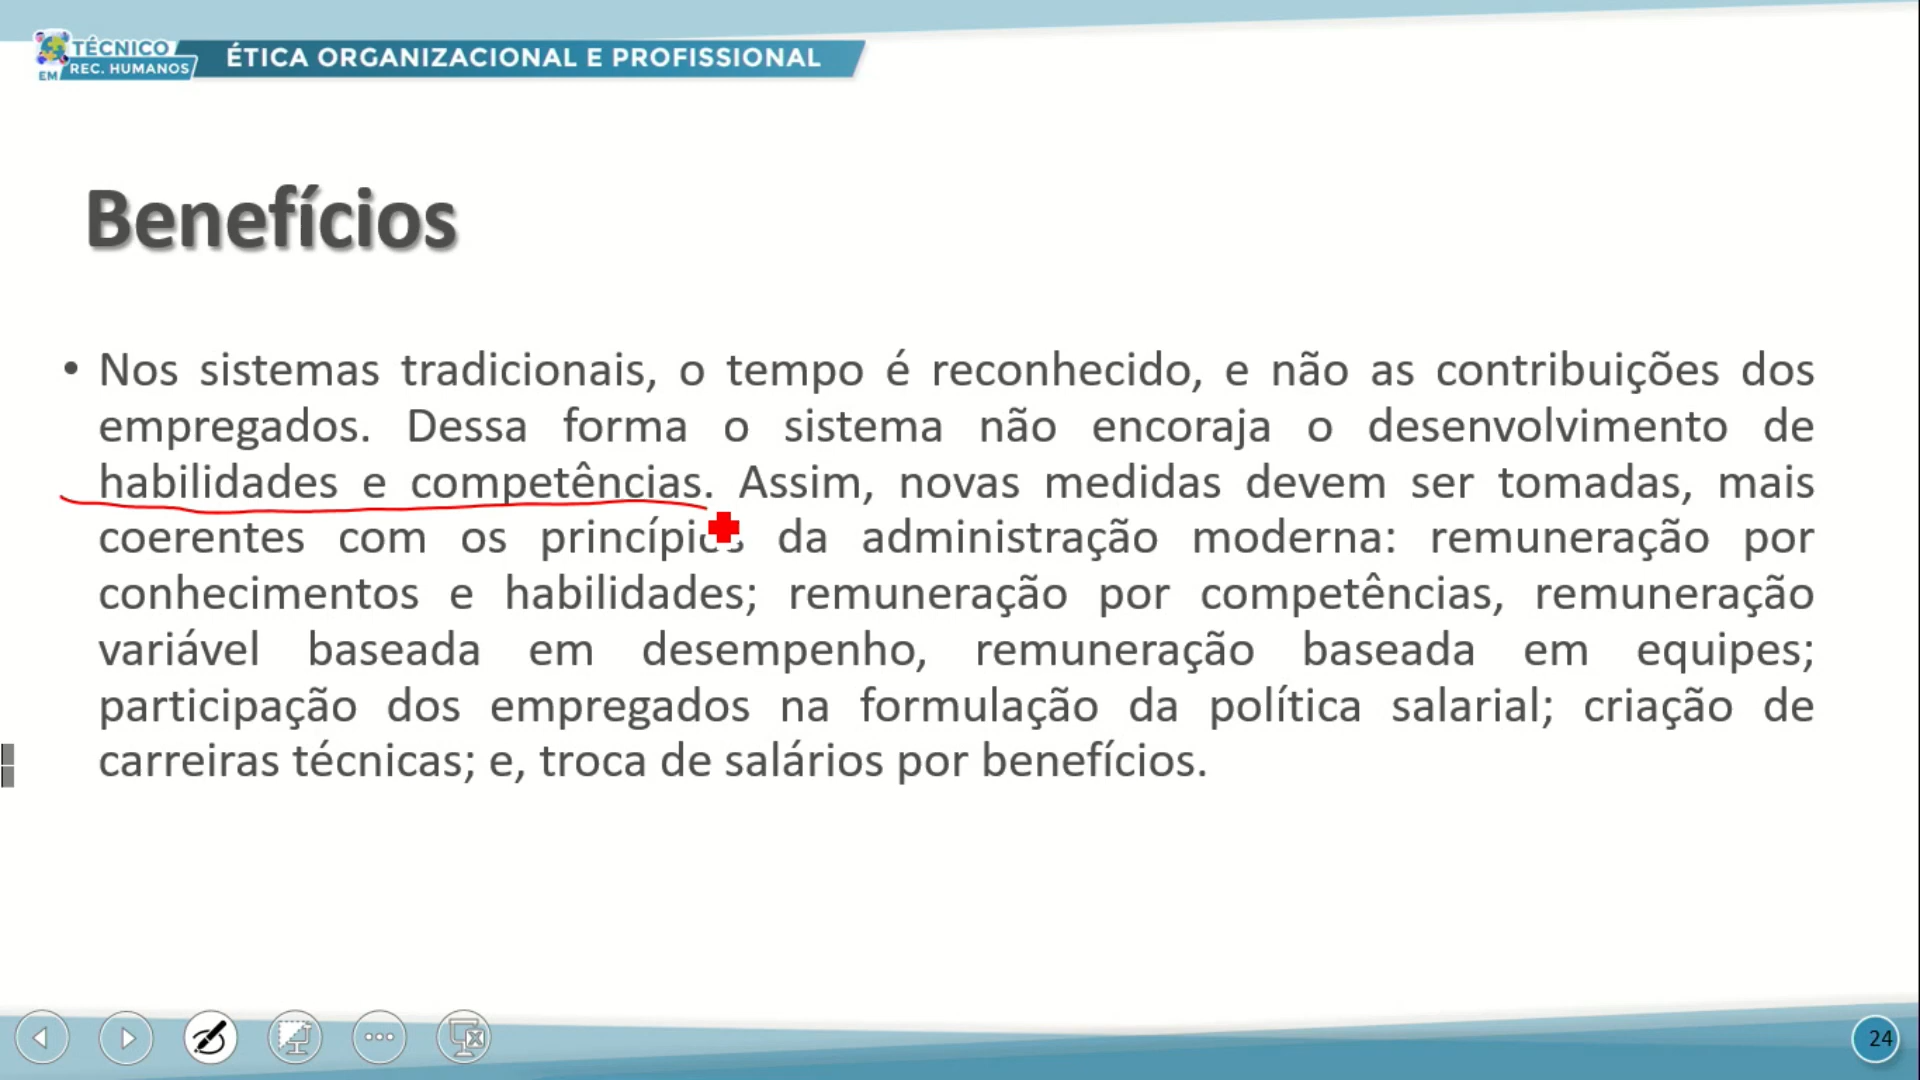 TÉCNICO
EM REC. HUMANOS
ÉTICA ORGANIZACIONAL E PROFISSIONAL
Benefícios
• Nos sistemas tradicionais, o tempo é reconhecido, e não as contribuições dos
empregados. Dessa forma o sistema não encoraja o desenvolvimento de
habilidades e competências. Assim, novas medidas devem ser tomadas, mais
coerentes com os princípios da administração moderna: remuneração por
conhecimentos e habilidades; remuneração por competências, remuneração
variável baseada em desempenho, remuneração baseada em equipes;
participação dos empregados na formulação da política salarial; criação de
carreiras técnicas; e, troca de salários por benefícios.
24